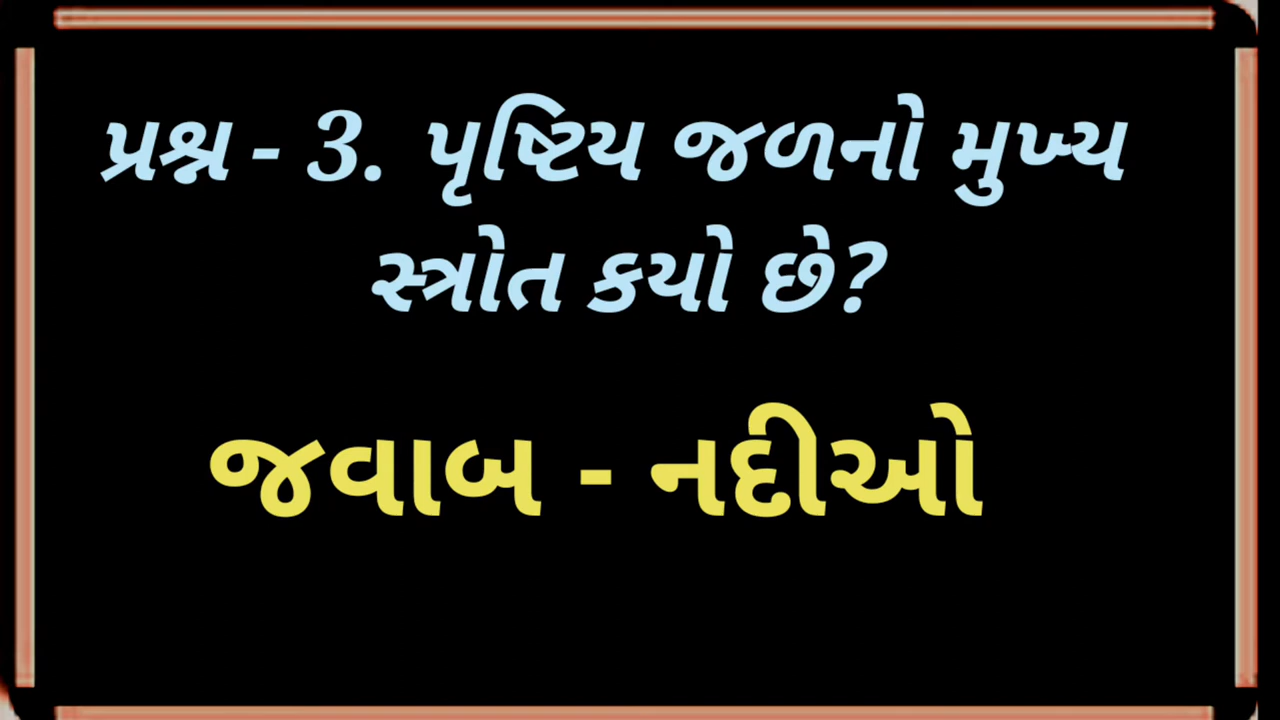 પ્રશ્ન - 3. પૃષ્ટિય જળનો મુખ્ય
સ્ત્રોત કયો છે?
જવાબ - નદીઓ